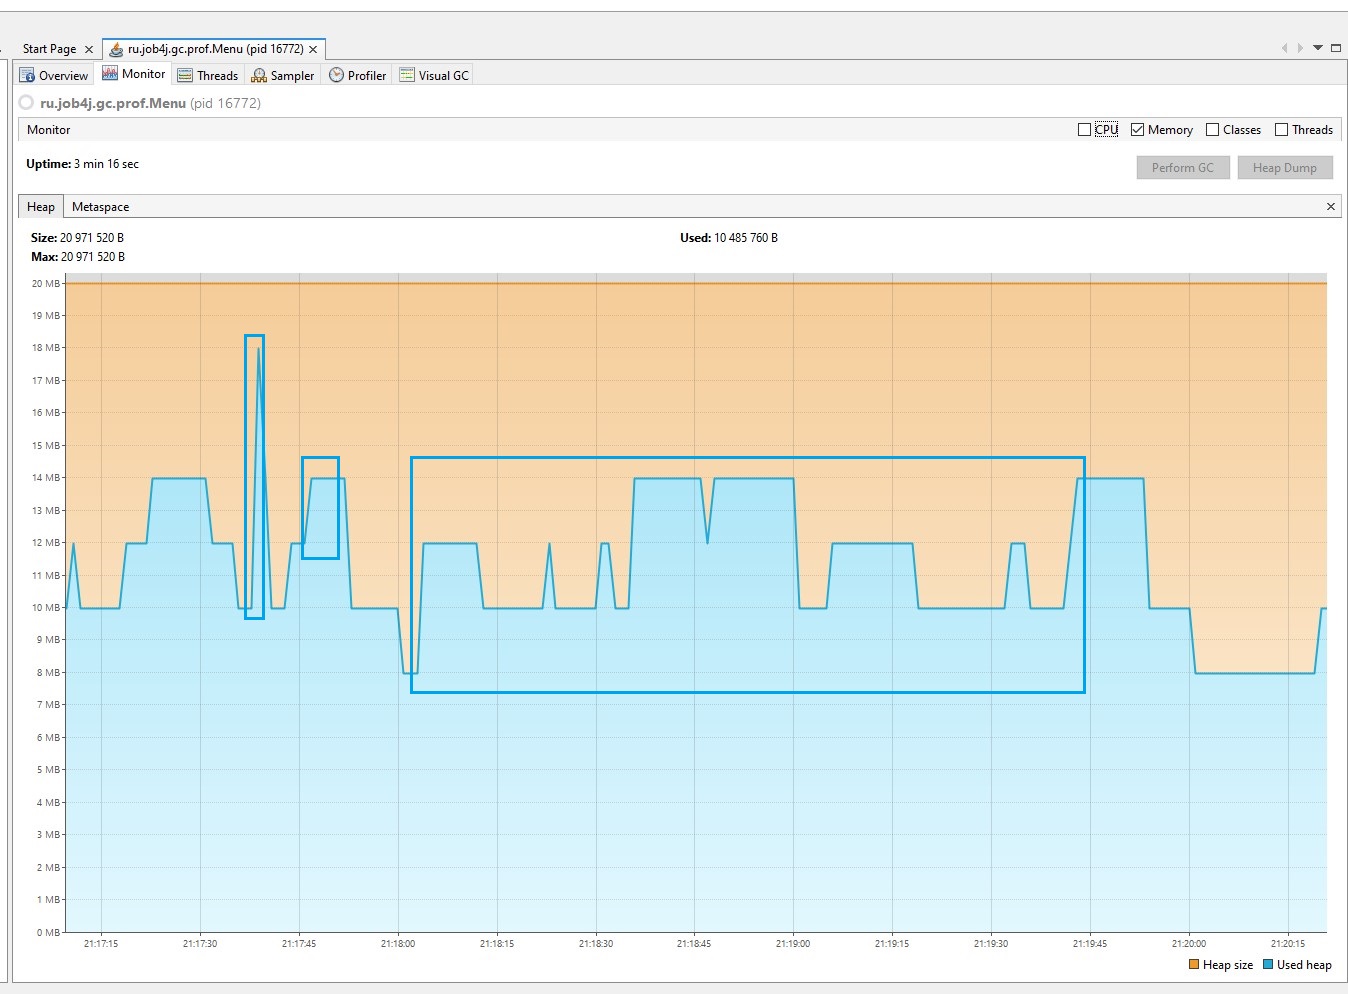 Start Page ru.job4j.gc.prof.Menu (pid 16772)
Overview Monitor Threads Sampler Profiler Visual GC
ru.job4j.gc.prof.Menu (pid 16772)
Monitor CPU Memory Classes Threads
Uptime: 3 min 16 sec Perform GC Heap Dump
Heap Metaspace
Size: 20 971 520 B Used: 10 485 760 B
Max: 20 971 520 B
20 MB
19 MB
18 MB
17 MB
16 MB
15 MB
14 MB
13 MB
12 MB
11 MB
10 MB
9 MB
8 MB
7 MB
6 MB
5 MB
4 MB
3 MB
2 MB
1 MB
0 MB
21:17:15 21:17:30 21:17:45 21:18:00 21:18:15 21:18:30 21:18:45 21:19:00 21:19:15 21:19:30 21:19:45 21:20:00 21:20:15
Heap size Used heap